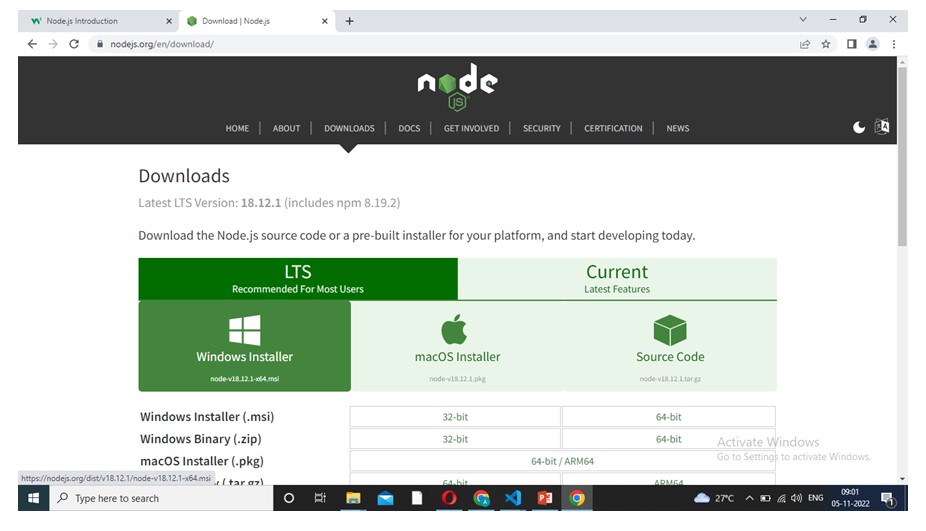 Node.js Introduction
Download | Node.js
nodejs.org/en/download/
node
JS
HOME | ABOUT | DOWNLOADS | DOCS | GET INVOLVED | SECURITY | CERTIFICATION | NEWS
Downloads
Latest LTS Version: 18.12.1 (includes npm 8.19.2)
Download the Node.js source code or a pre-built installer for your platform, and start developing today.
LTS
Recommended For Most Users
Current
Latest Features
Windows Installer
node-v18.12.1-x64.msi
macOS Installer
node-v18.12.1.pkg
Source Code
node-v18.12.1.tar.gz
Windows Installer (.msi) 32-bit 64-bit
Windows Binary (.zip) 32-bit 64-bit
macOS Installer (.pkg) 64-bit / ARM64
(.tar.gz) 64-bit ARM64
Activate Windows
Go to Settings to activate Windows.
https://nodejs.org/dist/v18.12.1/node-v18.12.1-x64.msi
Type here to search
27°C
ENG
09:01
05-11-2022